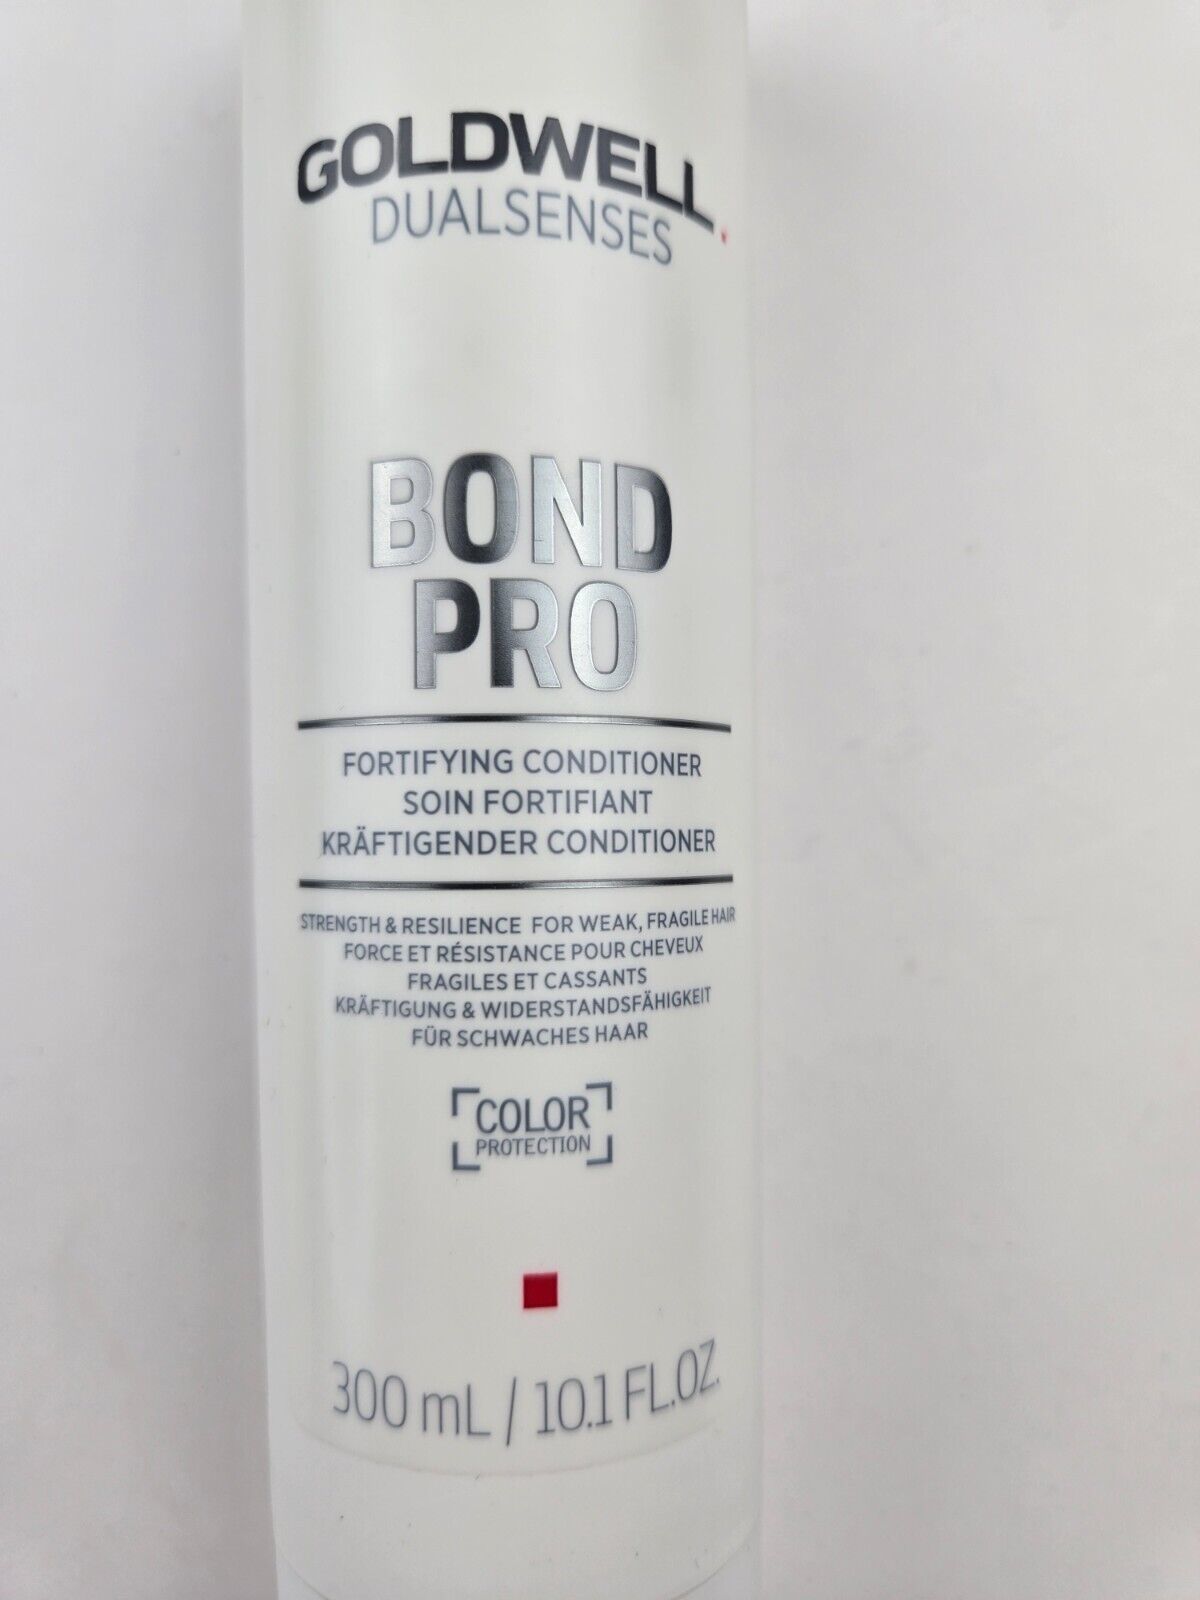 GOLDWELL.
DUALSENSES
BOND
PRO
FORTIFYING CONDITIONER
SOIN FORTIFIANT
KRÄFTIGENDER CONDITIONER
STRENGTH & RESILIENCE FOR WEAK, FRAGILE HAIR
FORCE ET RÉSISTANCE POUR CHEVEUX
FRAGILES ET CASSANTS
KRÄFTIGUNG & WIDERSTANDSFÄHIGKEIT
FÜR SCHWACHES HAAR
COLOR
PROTECTION
300 mL / 10.1 FL.OZ.